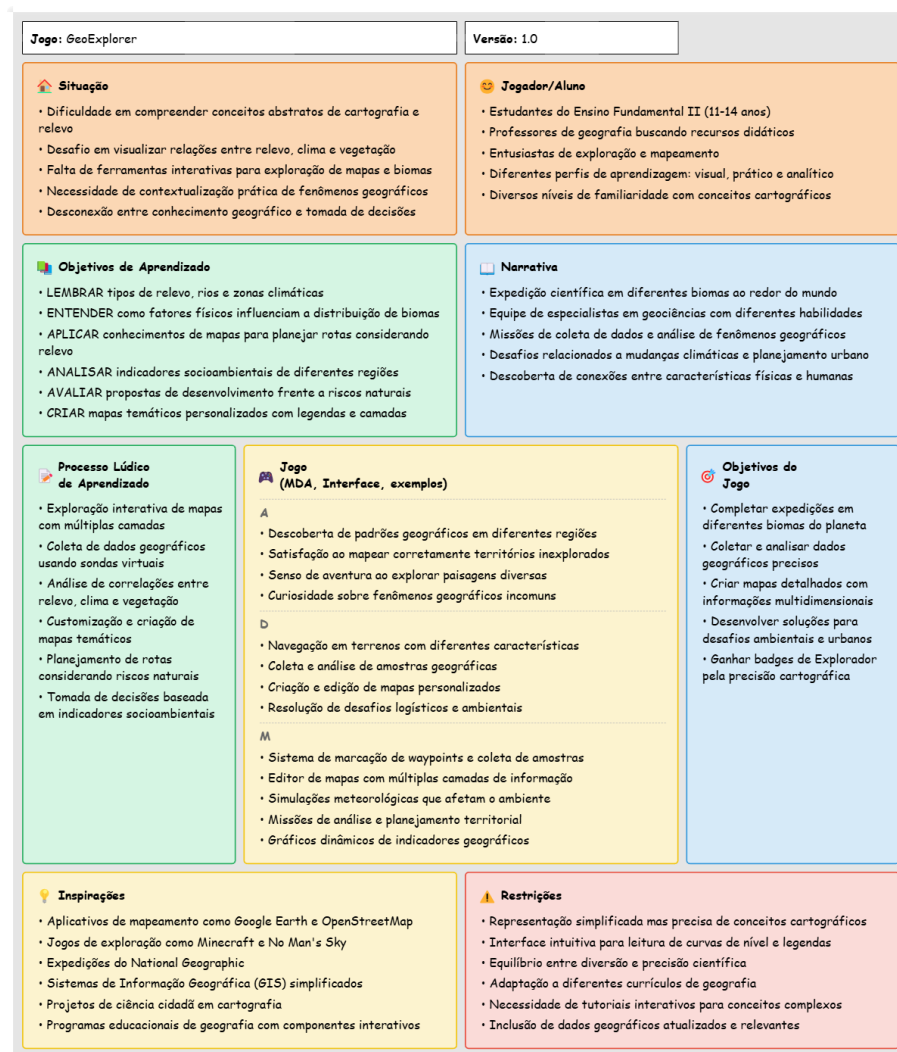 Jogo: GeoExplorer
Versão: 1.0
Situação
• Dificuldade em compreender conceitos abstratos de cartografia e
relevo
• Desafio em visualizar relações entre relevo, clima e vegetação
• Falta de ferramentas interativas para exploração de mapas e biomas
• Necessidade de contextualização prática de fenômenos geográficos
• Desconexão entre conhecimento geográfico e tomada de decisões
Jogador/Aluno
• Estudantes do Ensino Fundamental II (11-14 anos)
• Professores de geografia buscando recursos didáticos
• Entusiastas de exploração e mapeamento
• Diferentes perfis de aprendizagem: visual, prático e analítico
• Diversos níveis de familiaridade com conceitos cartográficos
Objetivos de Aprendizado
• LEMBRAR tipos de relevo, rios e zonas climáticas
• ENTENDER como fatores físicos influenciam a distribuição de biomas
• APLICAR conhecimentos de mapas para planejar rotas considerando
relevo
• ANALISAR indicadores socioambientais de diferentes regiões
• AVALIAR propostas de desenvolvimento frente a riscos naturais
• CRIAR mapas temáticos personalizados com legendas e camadas
Narrativa
• Expedição científica em diferentes biomas ao redor do mundo
• Equipe de especialistas em geociências com diferentes habilidades
• Missões de coleta de dados e análise de fenômenos geográficos
• Desafios relacionados a mudanças climáticas e planejamento urbano
• Descoberta de conexões entre características físicas e humanas
Processo Lúdico
de Aprendizado
• Exploração interativa de mapas
com múltiplas camadas
• Coleta de dados geográficos
usando sondas virtuais
• Análise de correlações entre
relevo, clima e vegetação
• Customização e criação de
mapas temáticos
• Planejamento de rotas
considerando riscos naturais
• Tomada de decisões baseada
em indicadores socioambientais
Jogo
(MDA, Interface, exemplos)
A
• Descoberta de padrões geográficos em diferentes regiões
• Satisfação ao mapear corretamente territórios inexplorados
• Senso de aventura ao explorar paisagens diversas
• Curiosidade sobre fenômenos geográficos incomuns
D
• Navegação em terrenos com diferentes características
• Coleta e análise de amostras geográficas
• Criação e edição de mapas personalizados
• Resolução de desafios logísticos e ambientais
M
• Sistema de marcação de waypoints e coleta de amostras
• Editor de mapas com múltiplas camadas de informação
• Simulações meteorológicas que afetam o ambiente
• Missões de análise e planejamento territorial
• Gráficos dinâmicos de indicadores geográficos
Objetivos do
Jogo
• Completar expedições em
diferentes biomas do planeta
• Coletar e analisar dados
geográficos precisos
• Criar mapas detalhados com
informações multidimensionais
• Desenvolver soluções para
desafios ambientais e urbanos
• Ganhar badges de Explorador
pela precisão cartográfica
Inspirações
• Aplicativos de mapeamento como Google Earth e OpenStreetMap
• Jogos de exploração como Minecraft e No Man's Sky
• Expedições do National Geographic
• Sistemas de Informação Geográfica (GIS) simplificados
• Projetos de ciência cidadã em cartografia
• Programas educacionais de geografia com componentes interativos
Restrições
• Representação simplificada mas precisa de conceitos cartográficos
• Interface intuitiva para leitura de curvas de nível e legendas
• Equilíbrio entre diversão e precisão científica
• Adaptação a diferentes currículos de geografia
• Necessidade de tutoriais interativos para conceitos complexos
• Inclusão de dados geográficos atualizados e relevantes